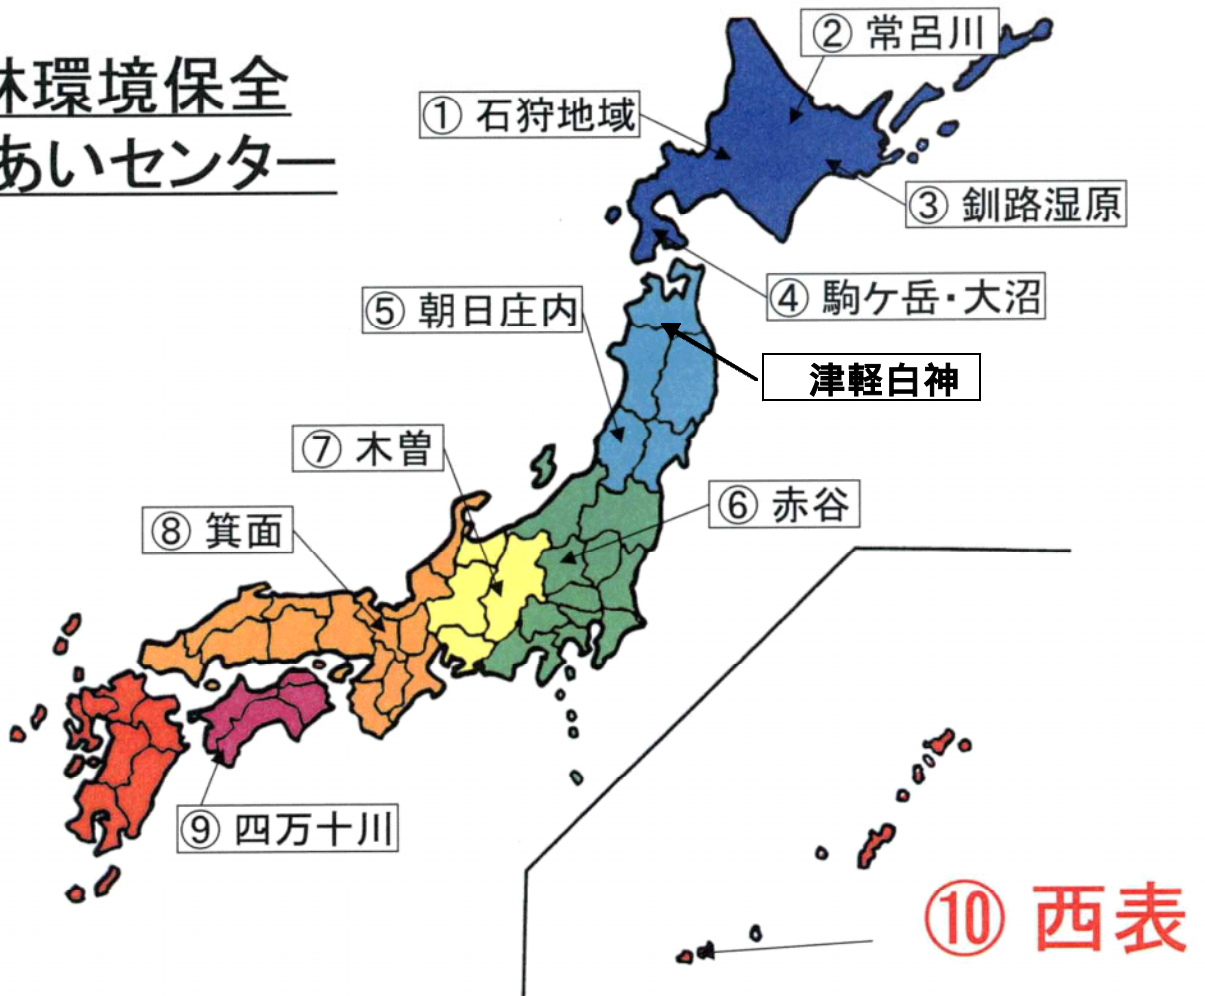 林環境保全
あいセンター
② 常呂川
① 石狩地域
③ 釧路湿原
④ 駒ケ岳・大沼
⑤ 朝日庄内
津軽白神
⑦ 木曽
⑥ 赤谷
⑧ 箕面
⑨ 四万十川
⑩ 西表